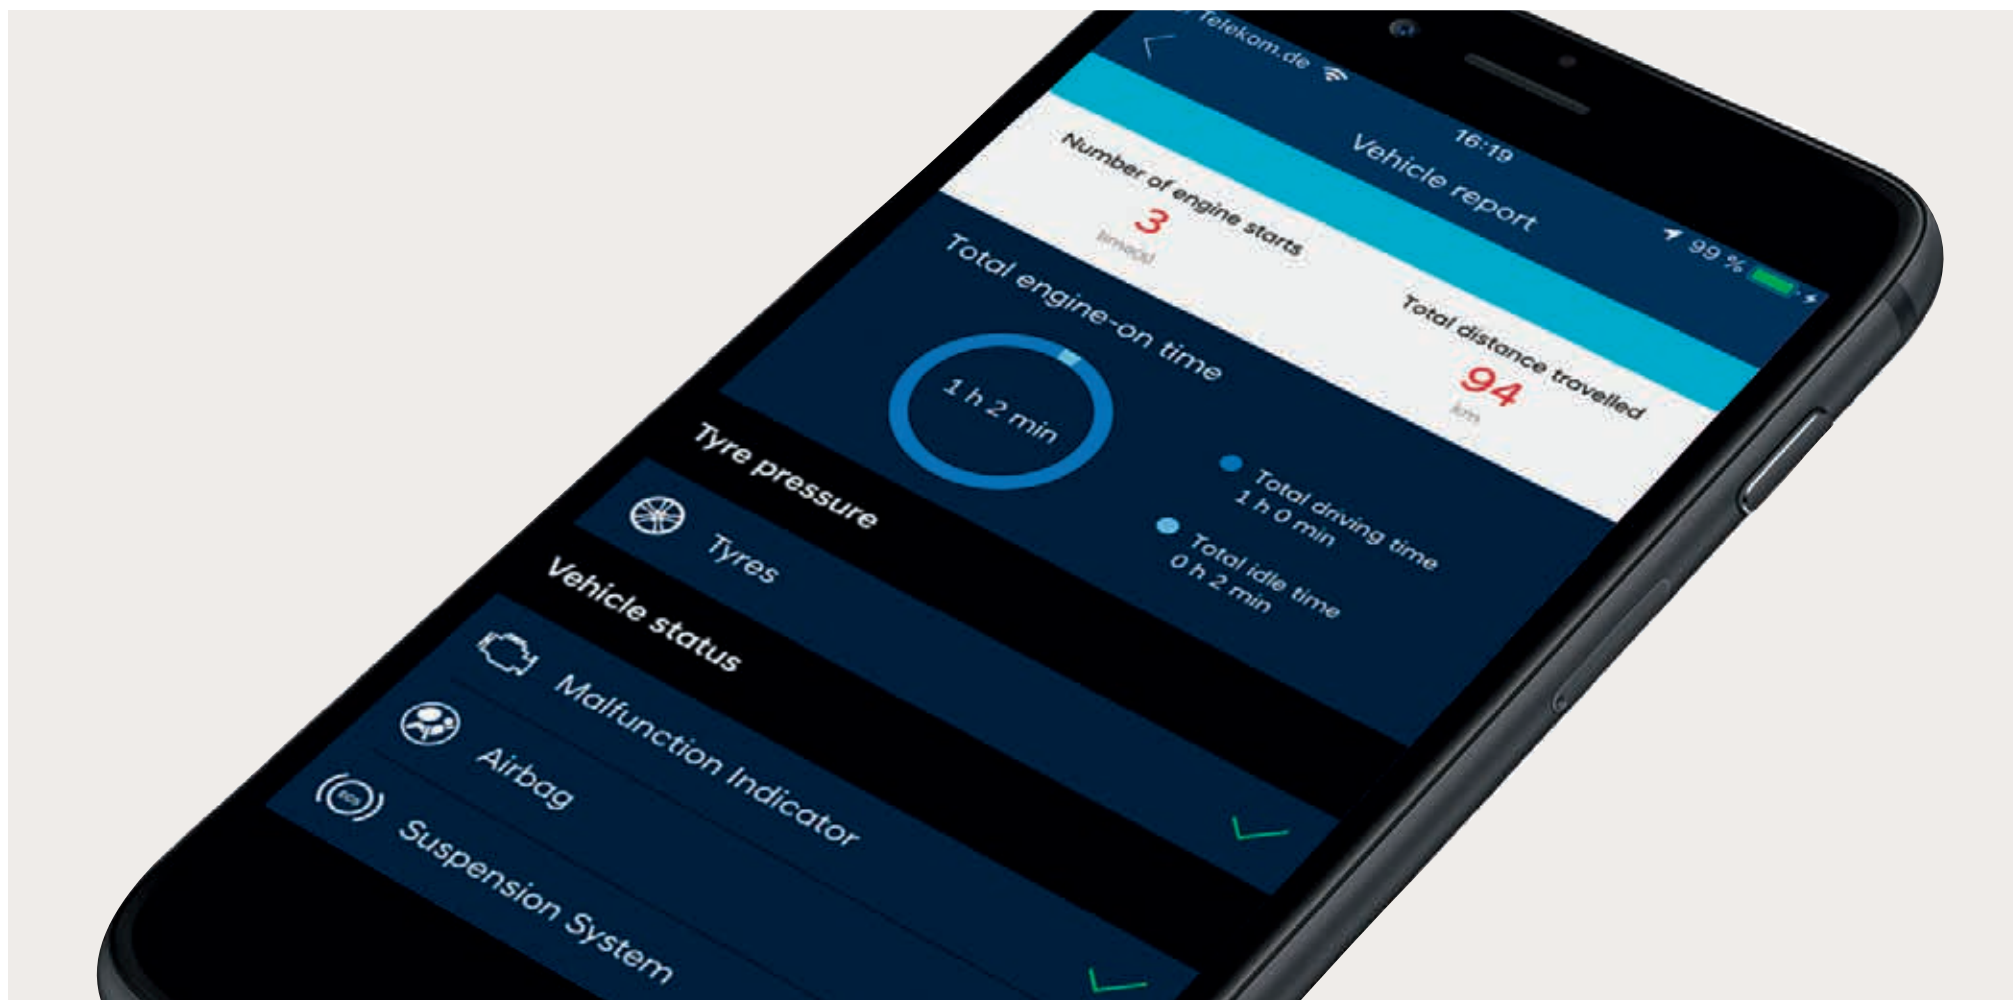 Telekom.de
16:19
99 %
Vehicle report
Number of engine starts
3
time(s)
Total distance travelled
94
km
Total engine-on time
1 h 2 min
Total driving time
1 h 0 min
Total idle time
0 h 2 min
Tyre pressure
Tyres
Vehicle status
Malfunction Indicator
Airbag
Suspension System